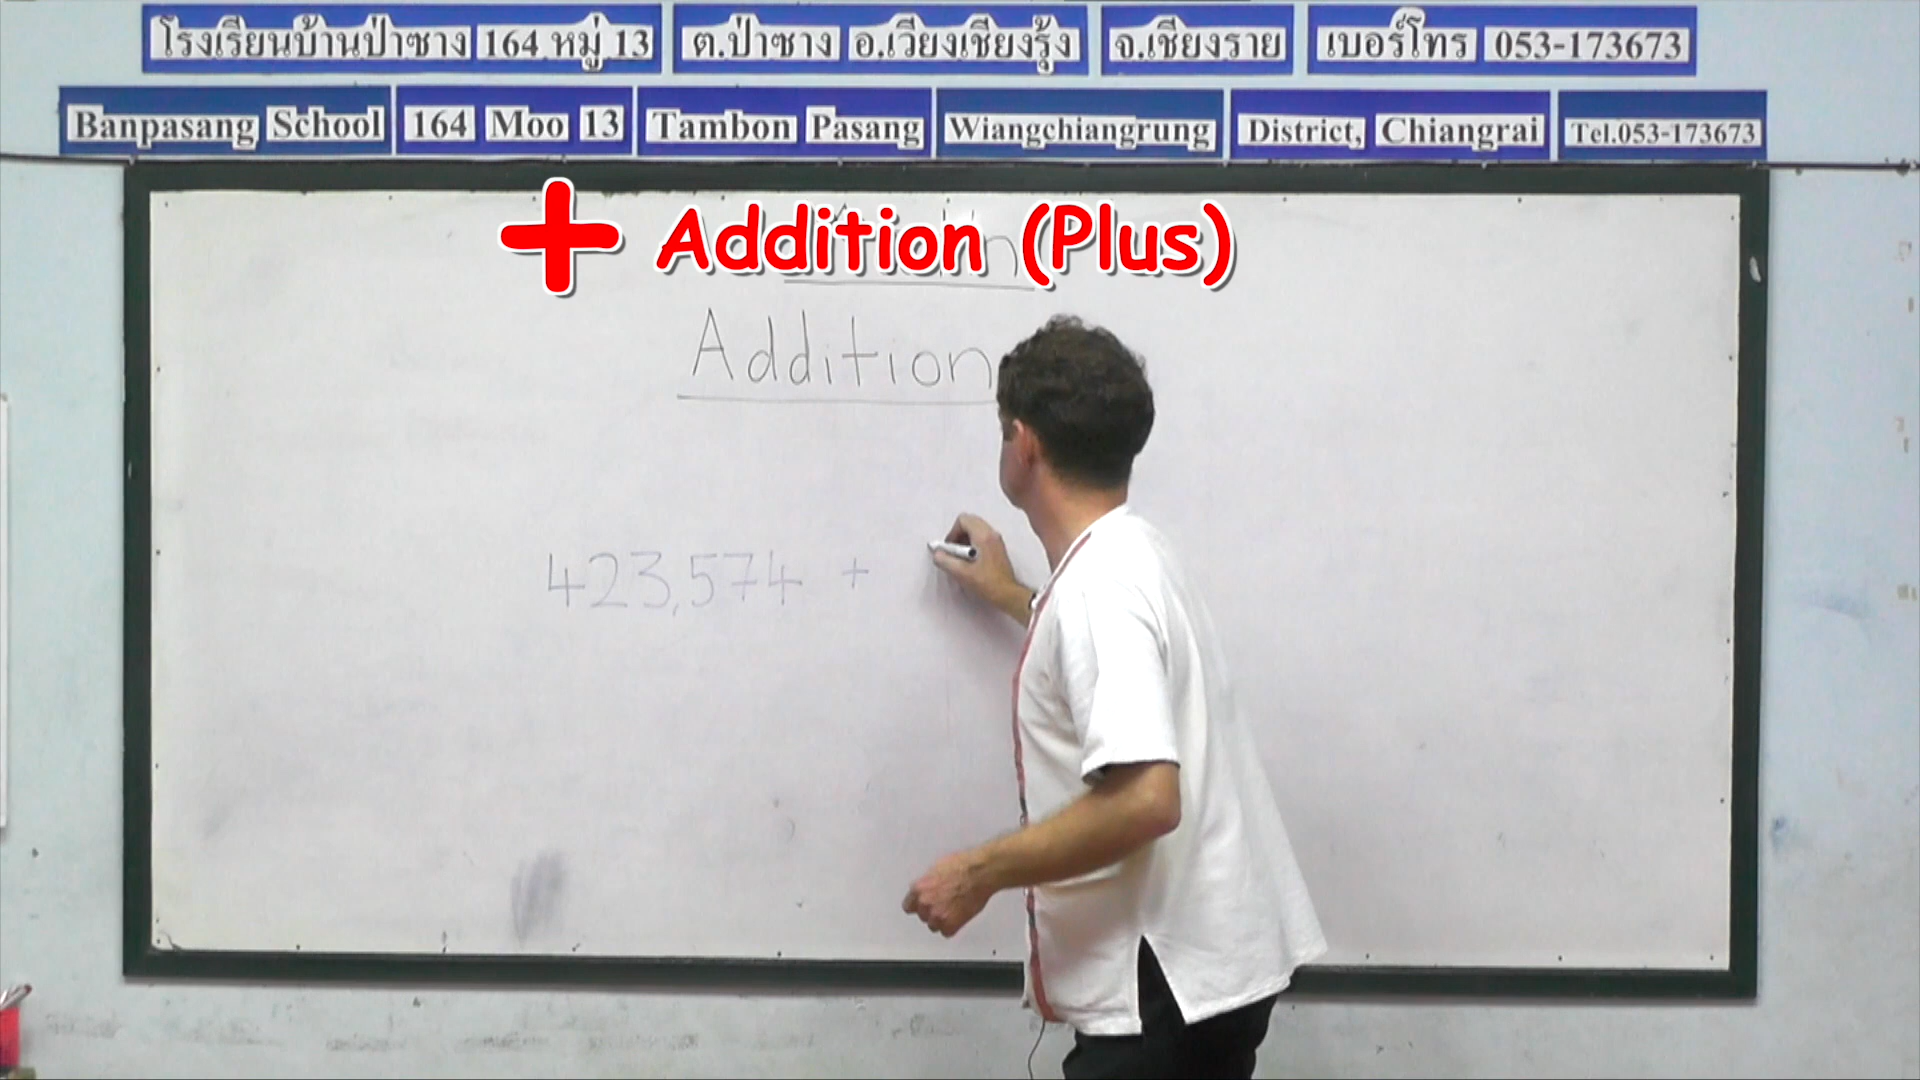 โรงเรียนบ้านป่าซาง 164 หมู่ 13 ต.ป่าซาง อ.เวียงเชียงรุ้ง จ.เชียงราย เบอร์โทร 053-173673
Banpasang School 164 Moo 13 Tambon Pasang Wiangchiangrung District, Chiangrai Tel.053-173673
+ Addition (Plus)
Addition
423,574 +